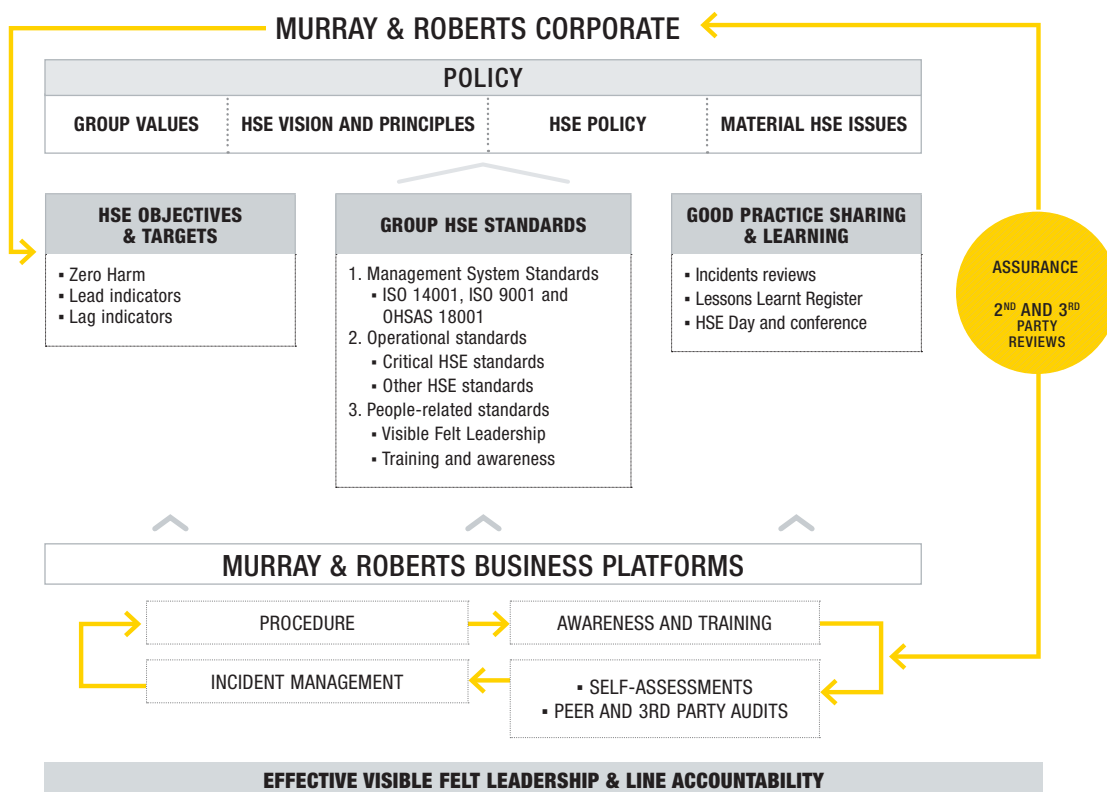 MURRAY & ROBERTS CORPORATE
POLICY
GROUP VALUES
HSE VISION AND PRINCIPLES
HSE POLICY
MATERIAL HSE ISSUES
HSE OBJECTIVES
& TARGETS
▪ Zero Harm
▪ Lead indicators
▪ Lag indicators
GROUP HSE STANDARDS
1. Management System Standards
▪ ISO 14001, ISO 9001 and
OHSAS 18001
2. Operational standards
▪ Critical HSE standards
▪ Other HSE standards
3. People-related standards
▪ Visible Felt Leadership
▪ Training and awareness
GOOD PRACTICE SHARING
& LEARNING
▪ Incidents reviews
▪ Lessons Learnt Register
▪ HSE Day and conference
ASSURANCE
2ND AND 3RD
PARTY
REVIEWS
MURRAY & ROBERTS BUSINESS PLATFORMS
PROCEDURE
AWARENESS AND TRAINING
INCIDENT MANAGEMENT
▪ SELF-ASSESSMENTS
▪ PEER AND 3RD PARTY AUDITS
EFFECTIVE VISIBLE FELT LEADERSHIP & LINE ACCOUNTABILITY